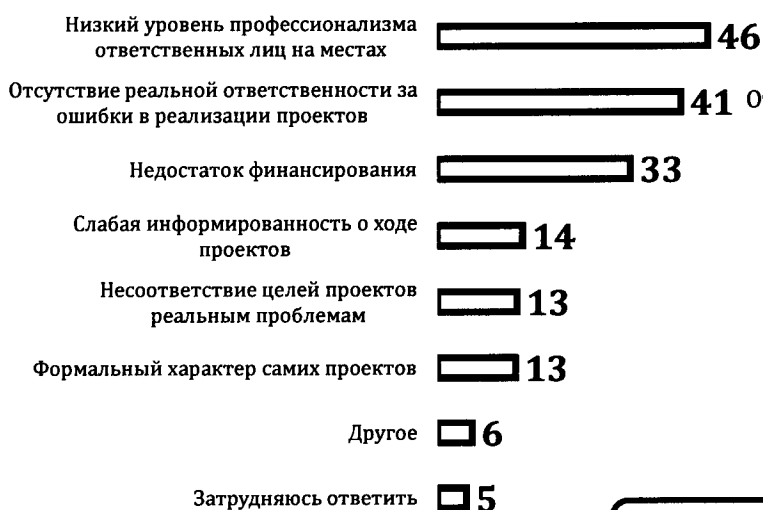 Низкий уровень профессионализма
ответственных лиц на местах
46
Отсутствие реальной ответственности за
ошибки в реализации проектов
41
Недостаток финансирования
33
Слабая информированность о ходе
проектов
14
Несоответствие целей проектов
реальным проблемам
13
Формальный характер самих проектов
13
Другое
6
Затрудняюсь ответить
5